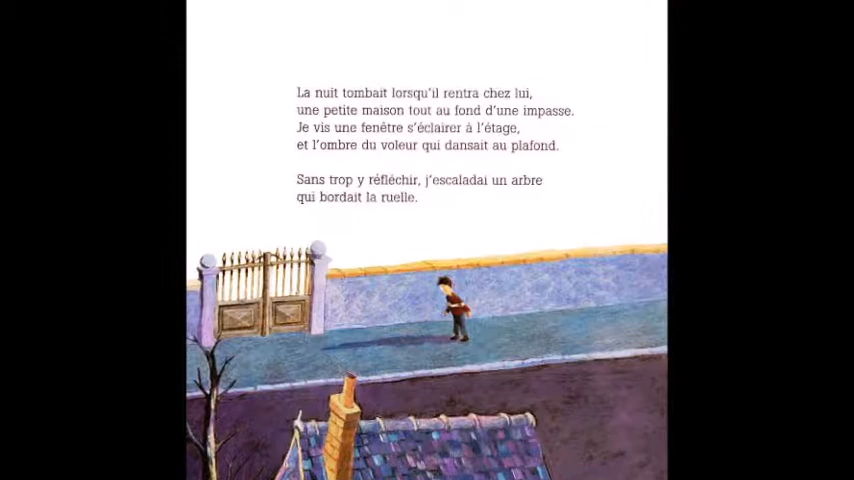 La nuit tombait lorsqu'il rentra chez lui,
une petite maison tout au fond d'une impasse.
Je vis une fenêtre s'éclairer à l'étage,
et l'ombre du voleur qui dansait au plafond.
Sans trop y réfléchir, j'escaladai un arbre
qui bordait la ruelle.